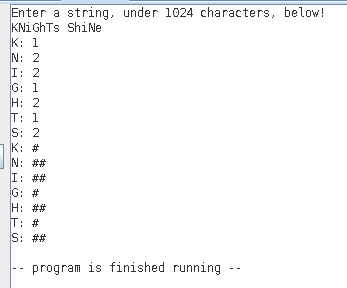 Enter a string, under 1024 characters, below!
KNiGhTs ShiNe
K: 1
N: 2
I: 2
G: 1
H: 2
T: 1
S: 2
K: #
N: ##
I: ##
G: #
H: ##
T: #
S: ##
-- program is finished running --